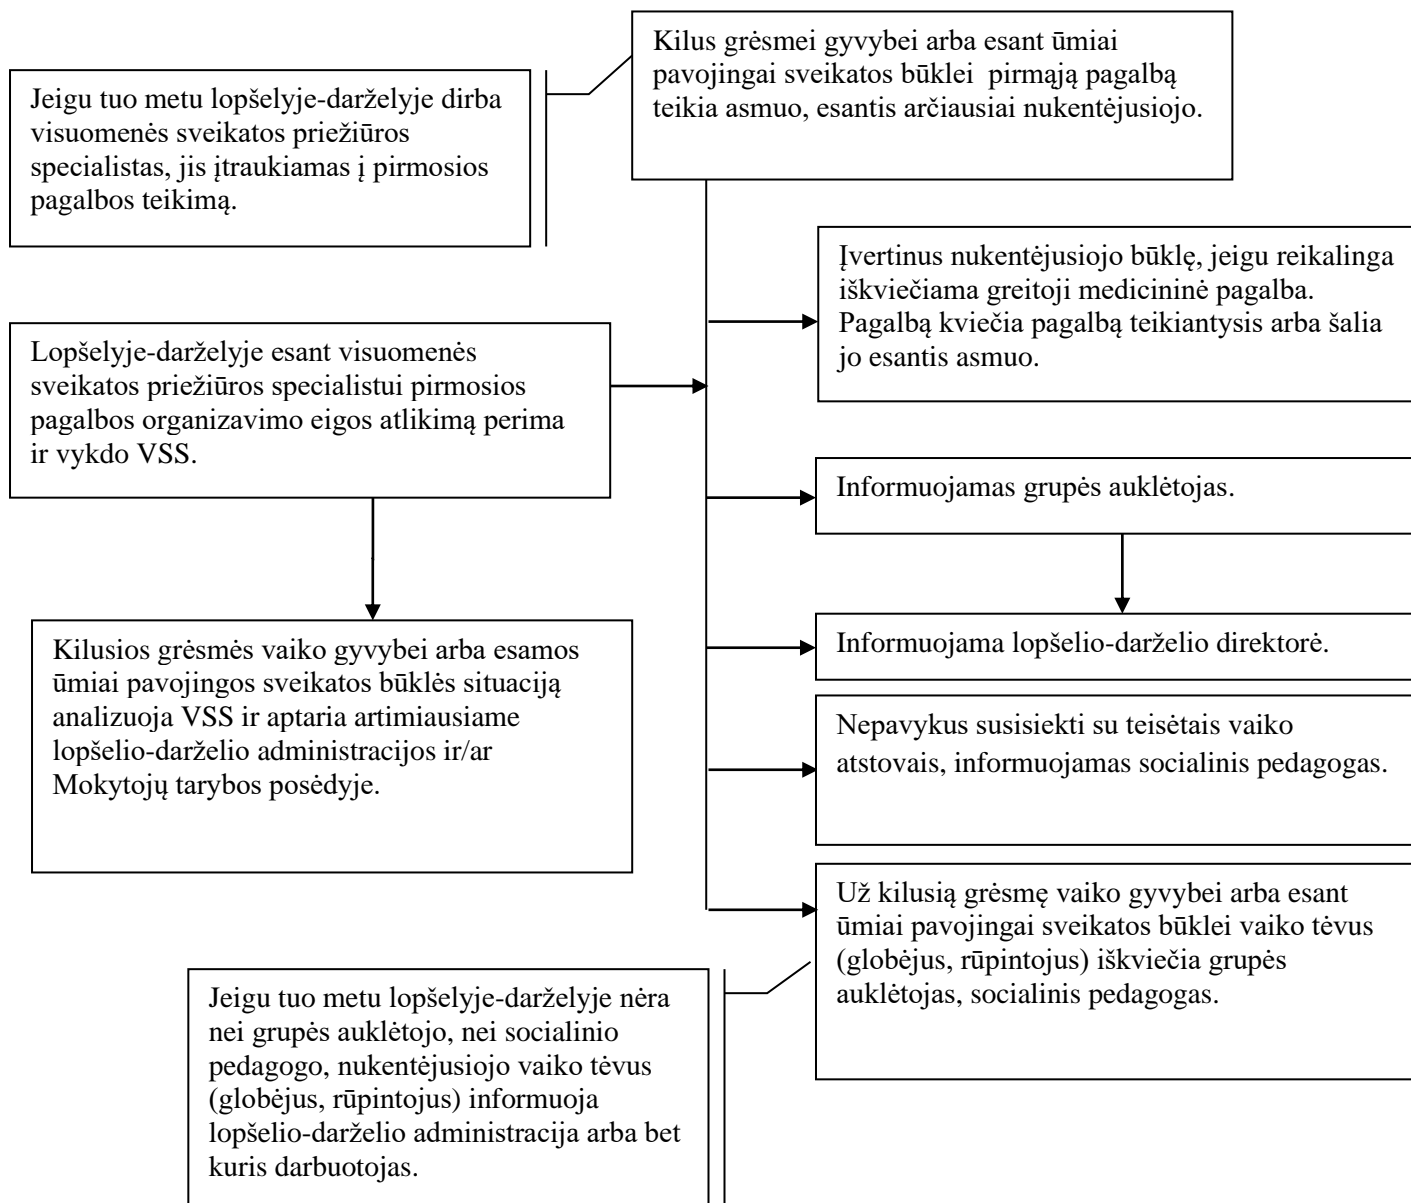 Kilus grėsmei gyvybei arba esant ūmiai
pavojingai sveikatos būklei pirmąją pagalbą
teikia asmuo, esantis arčiausiai nukentėjusiojo.
Jeigu tuo metu lopšelyje-darželyje dirba
visuomenės sveikatos priežiūros
specialistas, jis įtraukiamas į pirmosios
pagalbos teikimą.
Įvertinus nukentėjusiojo būklę, jeigu reikalinga
iškviečiama greitoji medicininė pagalba.
Pagalbą kviečia pagalbą teikiantysis arba šalia
jo esantis asmuo.
Lopšelyje-darželyje esant visuomenės
sveikatos priežiūros specialistui pirmosios
pagalbos organizavimo eigos atlikimą perima
ir vykdo VSS.
Informuojamas grupės auklėtojas.
Kilusios grėsmės vaiko gyvybei arba esamos
ūmiai pavojingos sveikatos būklės situaciją
analizuoja VSS ir aptaria artimiausiame
lopšelio-darželio administracijos ir/ar
Mokytojų tarybos posėdyje.
Informuojama lopšelio-darželio direktorė.
Nepavykus susisiekti su teisėtais vaiko
atstovais, informuojamas socialinis pedagogas.
Už kilusią grėsmę vaiko gyvybei arba esant
ūmiai pavojingai sveikatos būklei vaiko tėvus
(globėjus, rūpintojus) iškviečia grupės
auklėtojas, socialinis pedagogas.
Jeigu tuo metu lopšelyje-darželyje nėra
nei grupės auklėtojo, nei socialinio
pedagogo, nukentėjusiojo vaiko tėvus
(globėjus, rūpintojus) informuoja
lopšelio-darželio administracija arba bet
kuris darbuotojas.